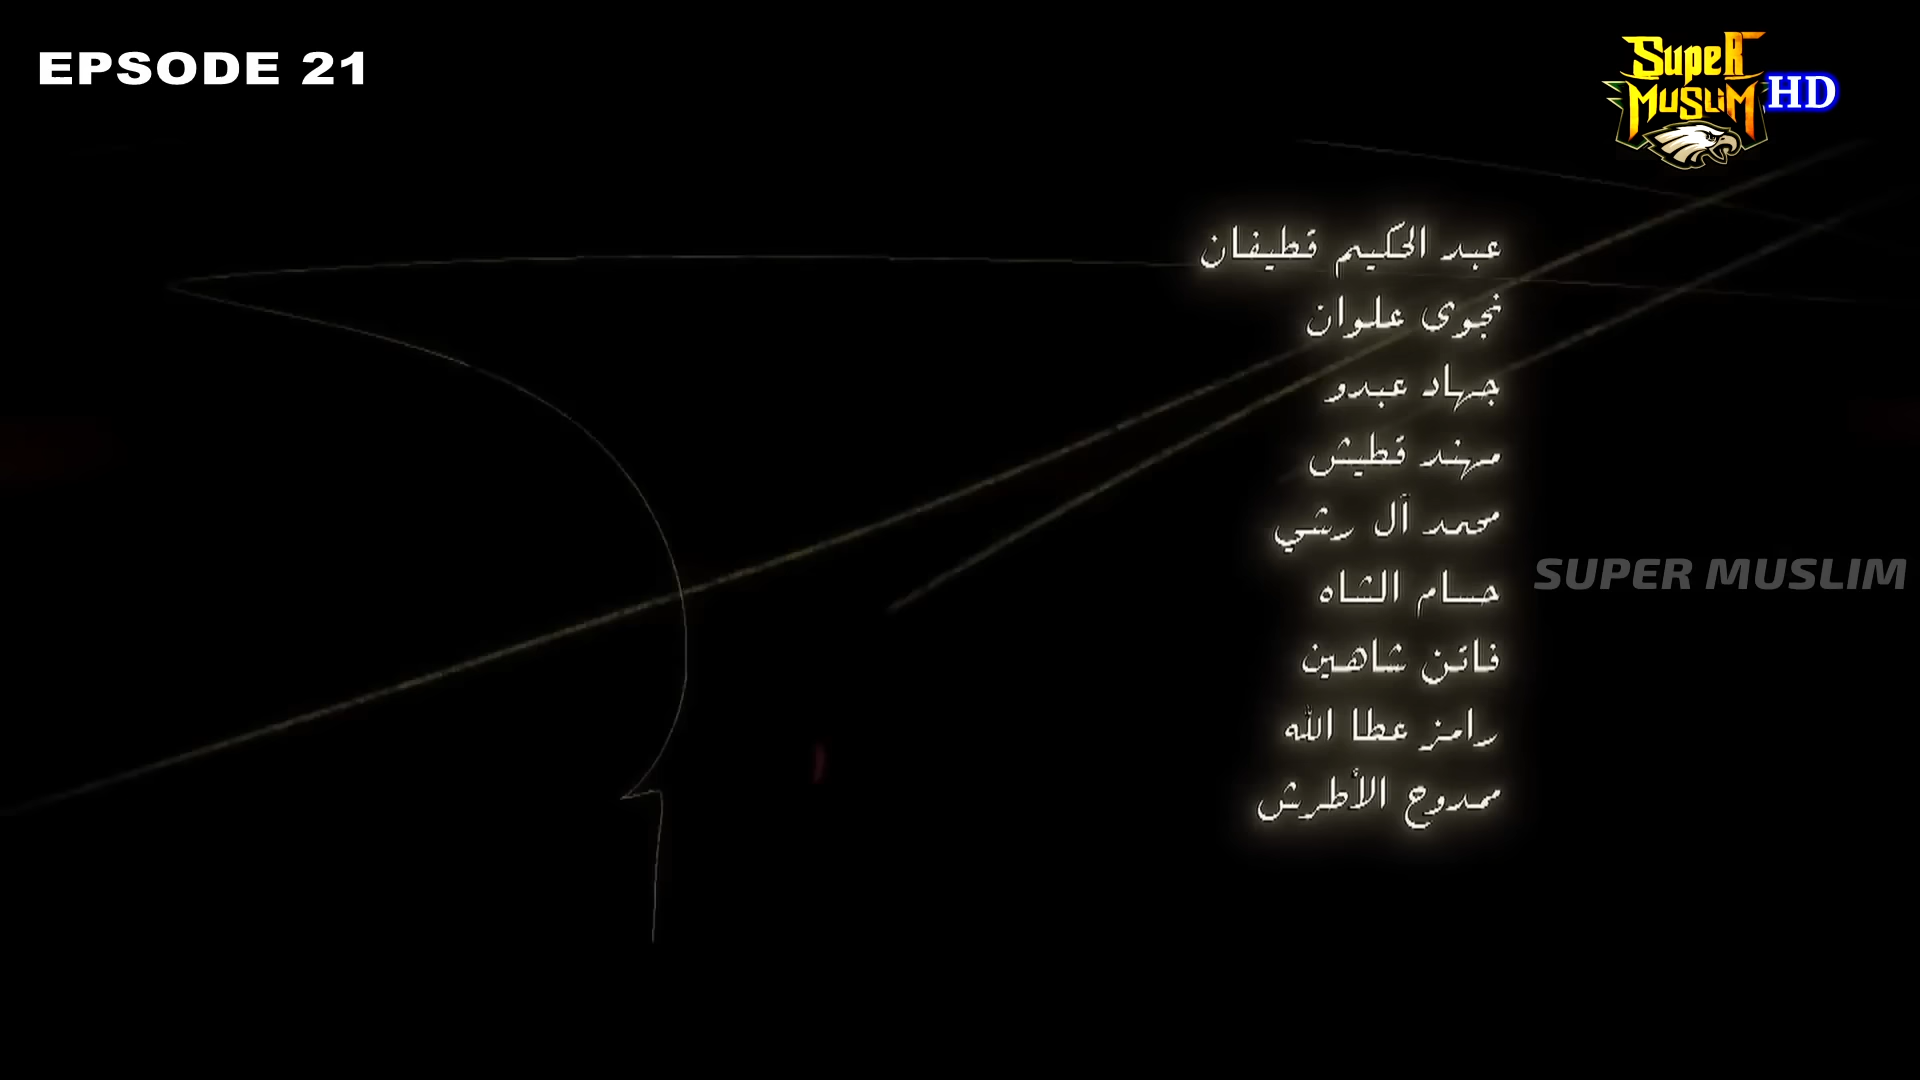 EPSODE 21
SUPER MUSLIM HD
عبد الحكيم قطيفان
نجوى علوان
جهاد عبدو
مهند قطيش
محمد آل رشي
حسام الشاه
SUPER MUSLIM
فاتن شاهين
رامز عطا الله
ممدوح الأطرش